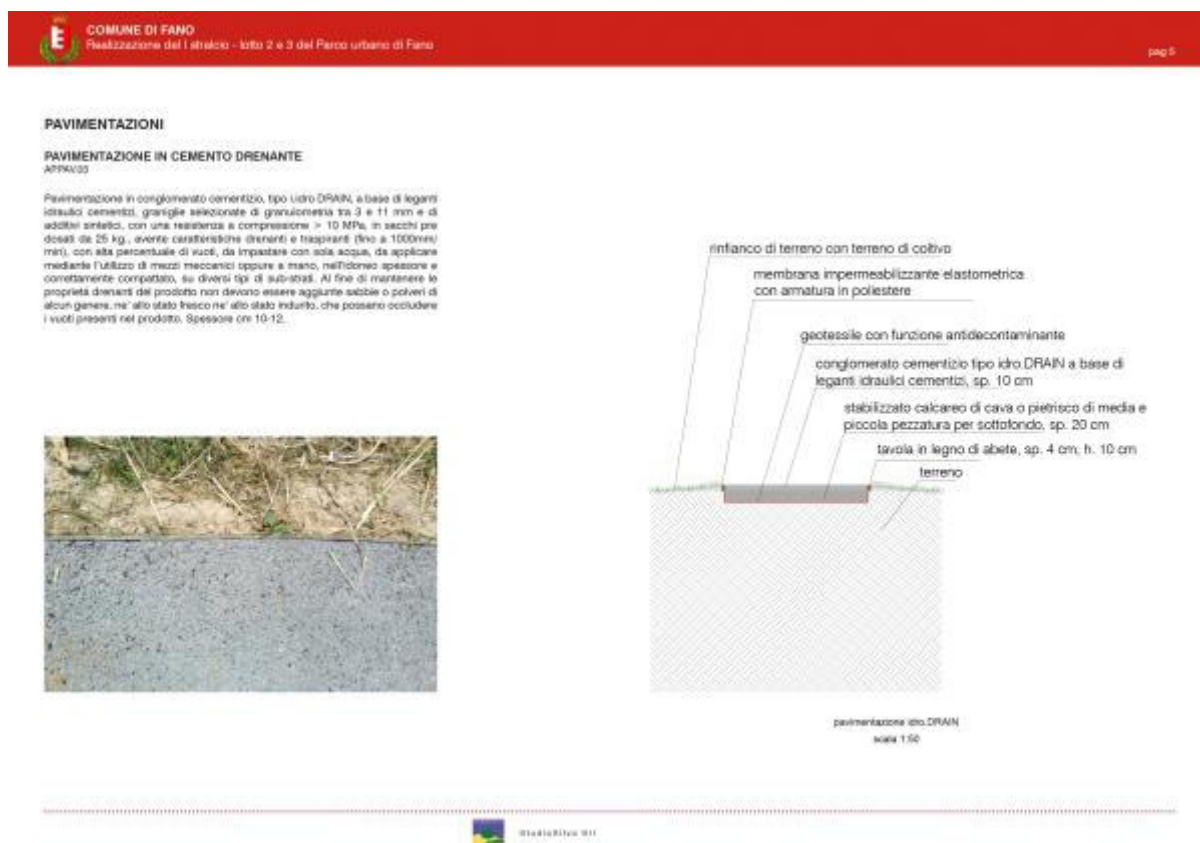 COMUNE DI FANO
Realizzazione del I stralcio - lotto 2 e 3 del Parco urbano di Fano
pag 5
PAVIMENTAZIONI
PAVIMENTAZIONE IN CEMENTO DRENANTE
APPAV.03
Pavimentazione in conglomerato cementizio, tipo i.idro DRAIN, a base di leganti
idraulici cementizi, graniglie selezionate di granulometria tra 3 e 11 mm e di
additivi sintetici, con una resistenza a compressione > 10 MPa, in sacchi pre
dosati da 25 kg., avente caratteristiche drenanti e traspiranti (fino a 1000mm/
min), con alta percentuale di vuoti, da impastare con sola acqua, da applicare
mediante l'utilizzo di mezzi meccanici oppure a mano, nell'idoneo spessore e
correttamente compattato, su diversi tipi di sub-strati. Al fine di mantenere le
proprietà drenanti del prodotto non devono essere aggiunte sabbie o polveri di
alcun genere, ne' allo stato fresco ne' allo stato indurito, che possano occludere
i vuoti presenti nel prodotto. Spessore cm 10-12.
rinfianco di terreno con terreno di coltivo
membrana impermeabilizzante elastometrica
con armatura in poliestere
geotessile con funzione antidecontaminante
conglomerato cementizio tipo idro.DRAIN a base di
leganti idraulici cementizi, sp. 10 cm
stabilizzato calcareo di cava o pietrisco di media e
piccola pezzatura per sottofondo, sp. 20 cm
tavola in legno di abete, sp. 4 cm, h. 10 cm
terreno
pavimentazione idro.DRAIN
scala 1:50
StudioSilva Srl